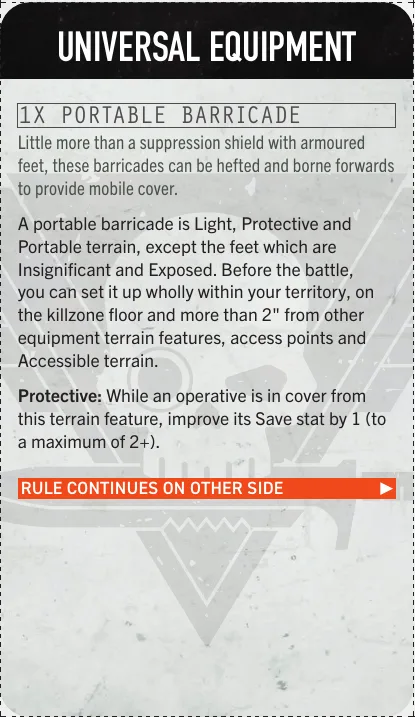 UNIVERSAL EQUIPMENT
1X PORTABLE BARRICADE
Little more than a suppression shield with armoured
feet, these barricades can be hefted and borne forwards
to provide mobile cover.
A portable barricade is Light, Protective and
Portable terrain, except the feet which are
Insignificant and Exposed. Before the battle,
you can set it up wholly within your territory, on
the killzone floor and more than 2" from other
equipment terrain features, access points and
Accessible terrain.
Protective: While an operative is in cover from
this terrain feature, improve its Save stat by 1 (to
a maximum of 2+).
RULE CONTINUES ON OTHER SIDE ▶